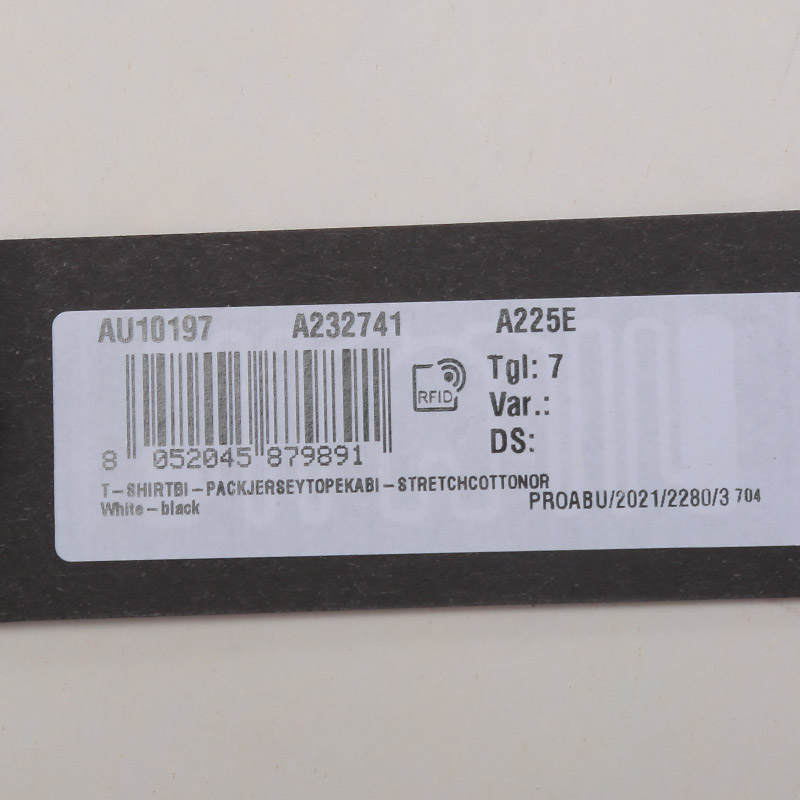 AU10197 A232741 A225E
RFID
Tgl: 7
Var.:
DS:
8 052045 879891
T-SHIRTBI-PACKJERSEYTOPEKABI-STRETCHCOTTONOR
White-black
PROABU/2021/2280/3 704